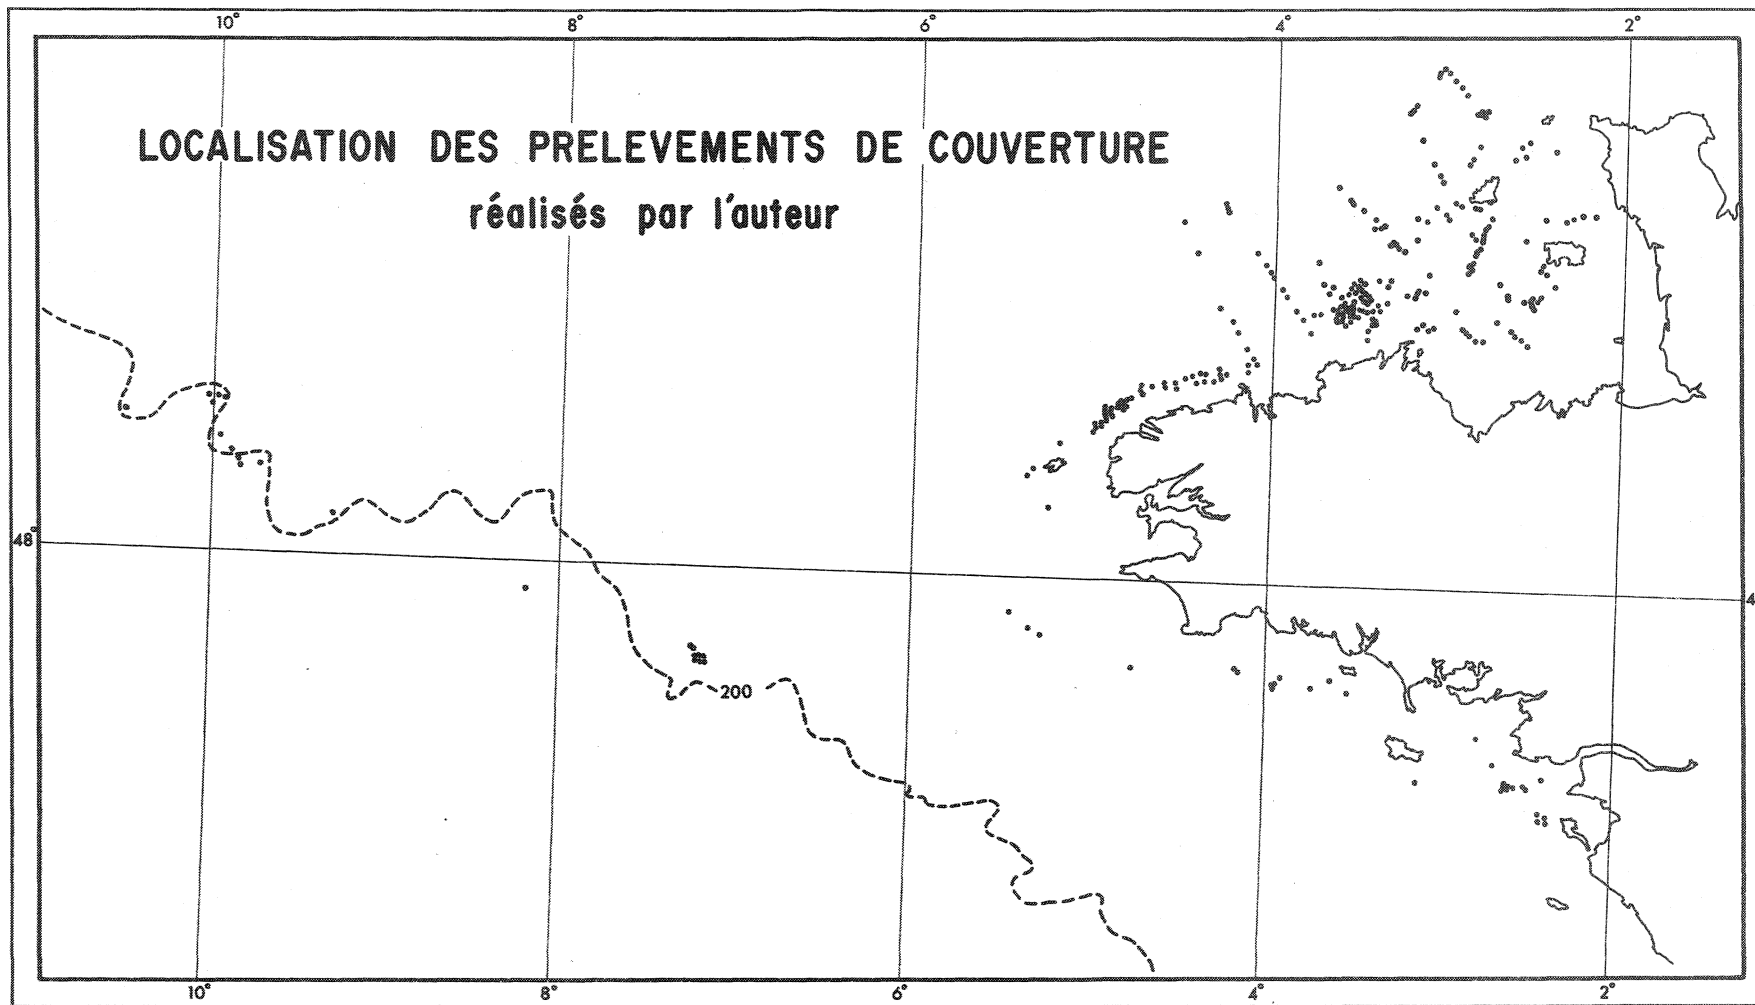 10° 8° 6° 4° 2°
LOCALISATION DES PRELEVEMENTS DE COUVERTURE
réalisés par l'auteur
48°
4
200
10° 8° 6° 4° 2°